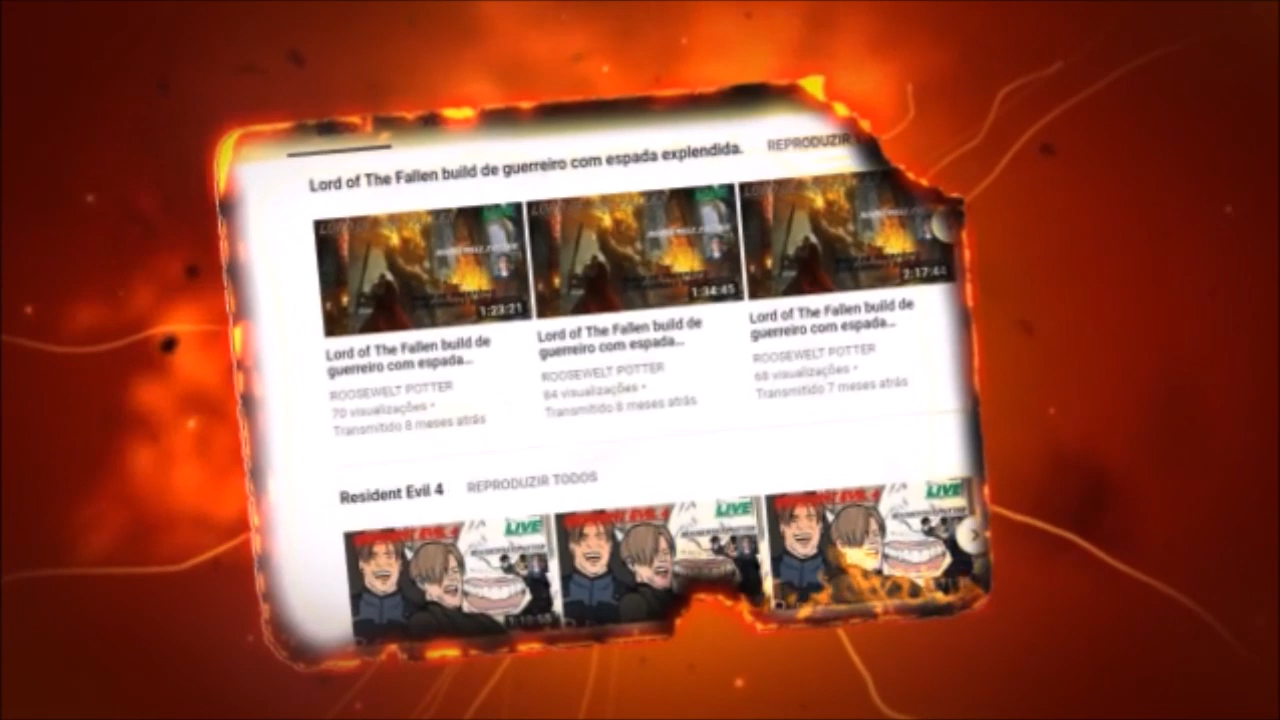 Lord of The Fallen build de guerreiro com espada explendida.
REPRODUZIR
1:23:21
1:34:45
2:17:44
Lord of The Fallen build de
guerreiro com espada...
ROOSEWELT POTTER
70 visualizações •
Transmitido 8 meses atrás
Lord of The Fallen build de
guerreiro com espada...
ROOSEWELT POTTER
84 visualizações •
Transmitido 8 meses atrás
Lord of The Fallen build de
guerreiro com espada...
ROOSEWELT POTTER
68 visualizações •
Transmitido 7 meses atrás
Resident Evil 4
REPRODUZIR TODOS
LIVE
LIVE
LIVE